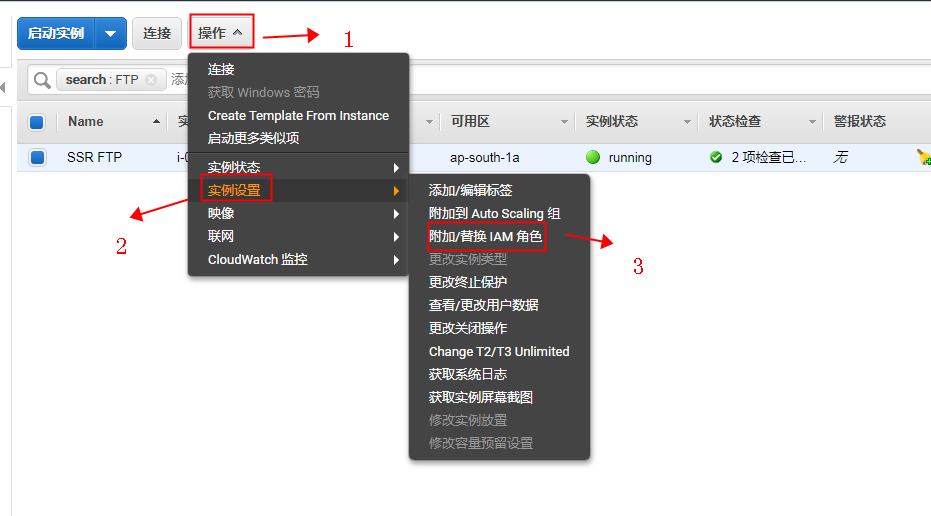 启动实例 连接 操作 1
search : FTP 添
Name 实 可用区 实例状态 状态检查 警报状态
SSR FTP i-0 ap-south-1a running 2 项检查已... 无
连接
获取 Windows 密码
Create Template From Instance
启动更多类似项
实例状态
实例设置
映像
联网
CloudWatch 监控
2
添加/编辑标签
附加到 Auto Scaling 组
附加/替换 IAM 角色
更改实例类型
更改终止保护
查看/更改用户数据
更改关闭操作
Change T2/T3 Unlimited
获取系统日志
获取实例屏幕截图
修改实例放置
修改容量预留设置
3